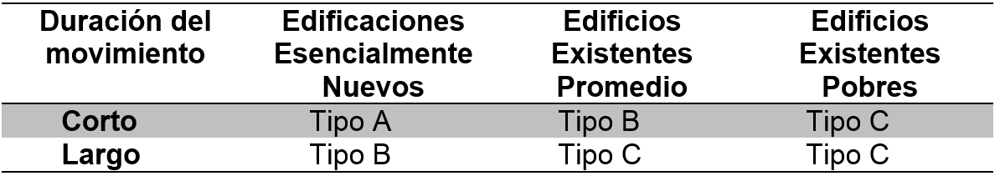 Duración del movimiento Edificaciones Esencialmente Nuevos Edificios Existentes Promedio Edificios Existentes Pobres
Corto Tipo A Tipo B Tipo C
Largo Tipo B Tipo C Tipo C